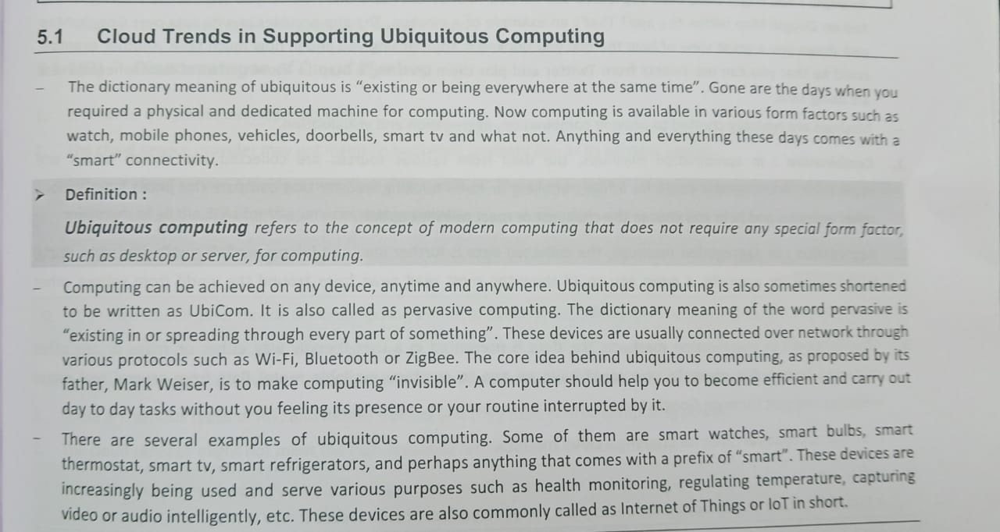 5.1 Cloud Trends in Supporting Ubiquitous Computing
– The dictionary meaning of ubiquitous is “existing or being everywhere at the same time”. Gone are the days when you
required a physical and dedicated machine for computing. Now computing is available in various form factors such as
watch, mobile phones, vehicles, doorbells, smart tv and what not. Anything and everything these days comes with a
“smart” connectivity.
➢ Definition :
Ubiquitous computing refers to the concept of modern computing that does not require any special form factor,
such as desktop or server, for computing.
– Computing can be achieved on any device, anytime and anywhere. Ubiquitous computing is also sometimes shortened
to be written as UbiCom. It is also called as pervasive computing. The dictionary meaning of the word pervasive is
“existing in or spreading through every part of something”. These devices are usually connected over network through
various protocols such as Wi-Fi, Bluetooth or ZigBee. The core idea behind ubiquitous computing, as proposed by its
father, Mark Weiser, is to make computing “invisible”. A computer should help you to become efficient and carry out
day to day tasks without you feeling its presence or your routine interrupted by it.
– There are several examples of ubiquitous computing. Some of them are smart watches, smart bulbs, smart
thermostat, smart tv, smart refrigerators, and perhaps anything that comes with a prefix of “smart”. These devices are
increasingly being used and serve various purposes such as health monitoring, regulating temperature, capturing
video or audio intelligently, etc. These devices are also commonly called as Internet of Things or IoT in short.